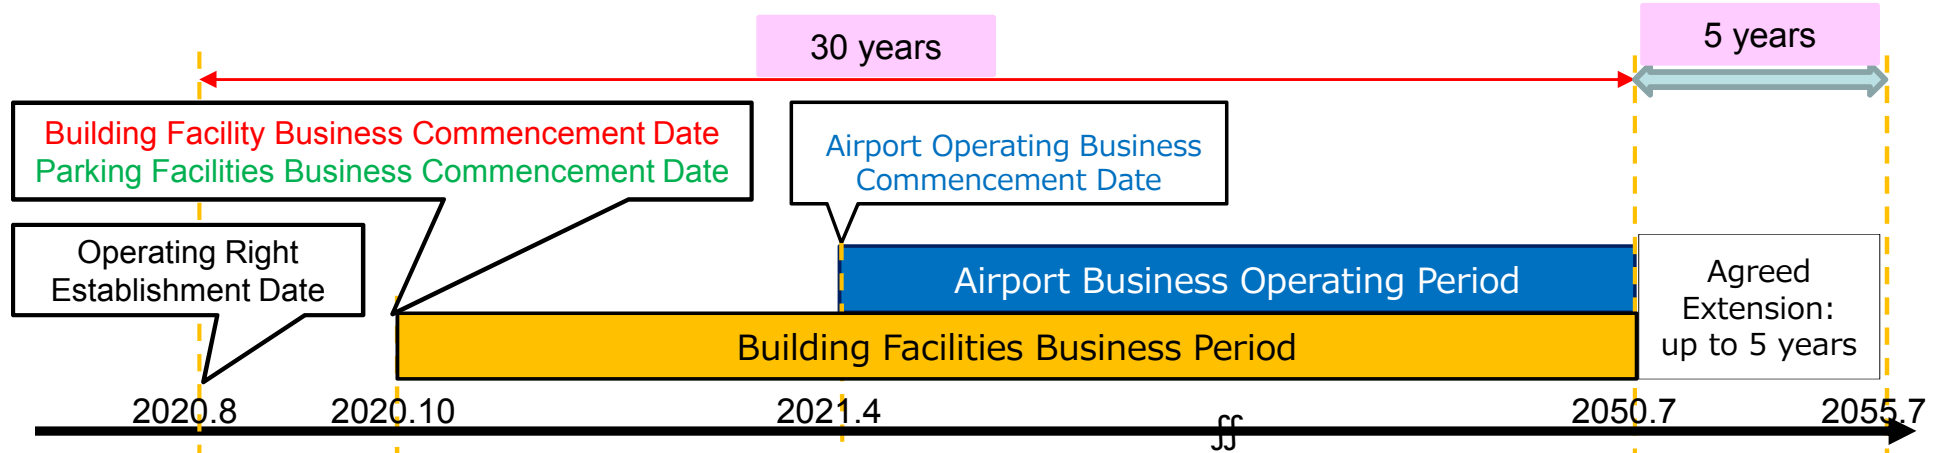 30 years
5 years
Building Facility Business Commencement Date
Parking Facilities Business Commencement Date
Airport Operating Business
Commencement Date
Operating Right
Establishment Date
Airport Business Operating Period
Agreed
Extension:
up to 5 years
Building Facilities Business Period
2020.8
2020.10
2021.4
2050.7
2055.7